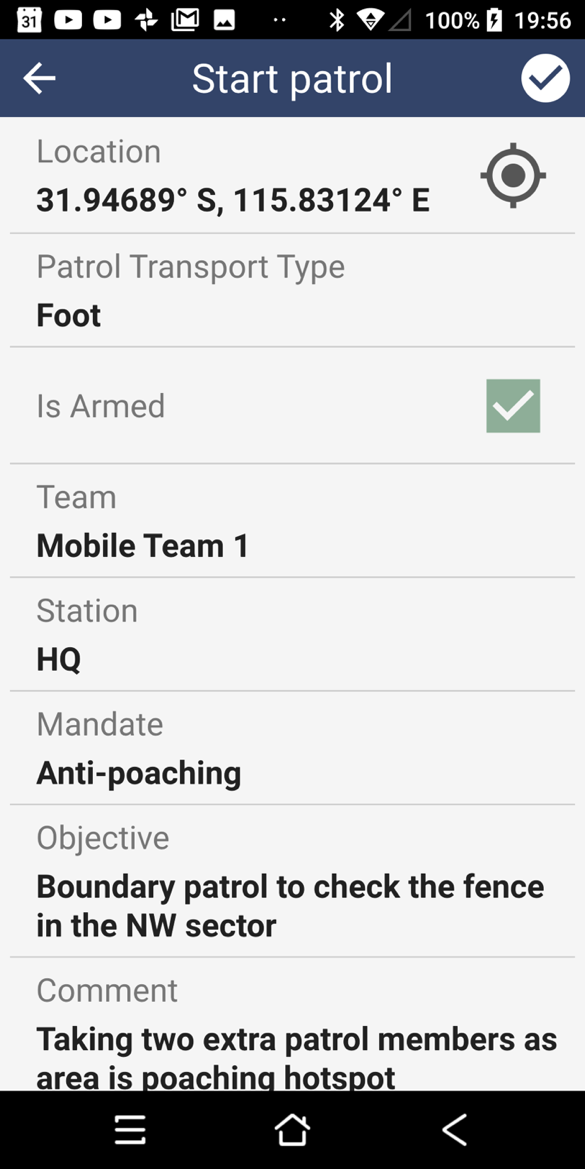 31 100% 19:56
Start patrol
Location
31.94689° S, 115.83124° E
Patrol Transport Type
Foot
Is Armed
Team
Mobile Team 1
Station
HQ
Mandate
Anti-poaching
Objective
Boundary patrol to check the fence
in the NW sector
Comment
Taking two extra patrol members as
area is poaching hotspot